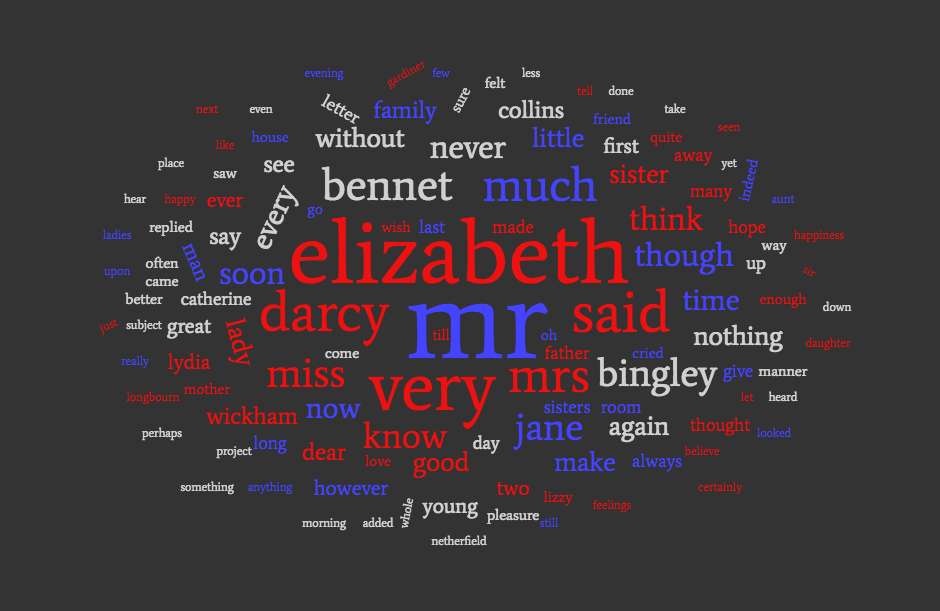 evening
gardiner
few
less
felt
tell
done
sure
letter
family
collins
next
even
take
friend
seen
like
house
without
never
little
first
quite
away
yet
place
saw
see
bennet
much
sister
many
indeed
hear
happy
ever
every
go
aunt
replied
ladies
say
wish
last
made
think
hope
happiness
man
elizabeth
though
way
upon
often
came
soon
up
sir
better
catherine
darcy
mr
said
time
enough
down
just
subject
great
lady
till
oh
nothing
daughter
come
father
cried
really
lydia
miss
very
mrs
bingley
give
manner
longbourn
mother
let
heard
wickham
now
sisters
room
perhaps
know
day
jane
again
thought
looked
project
long
dear
love
good
make
always
believe
something
anything
however
two
lizzy
feelings
certainly
morning
added
whole
young
pleasure
still
netherfield